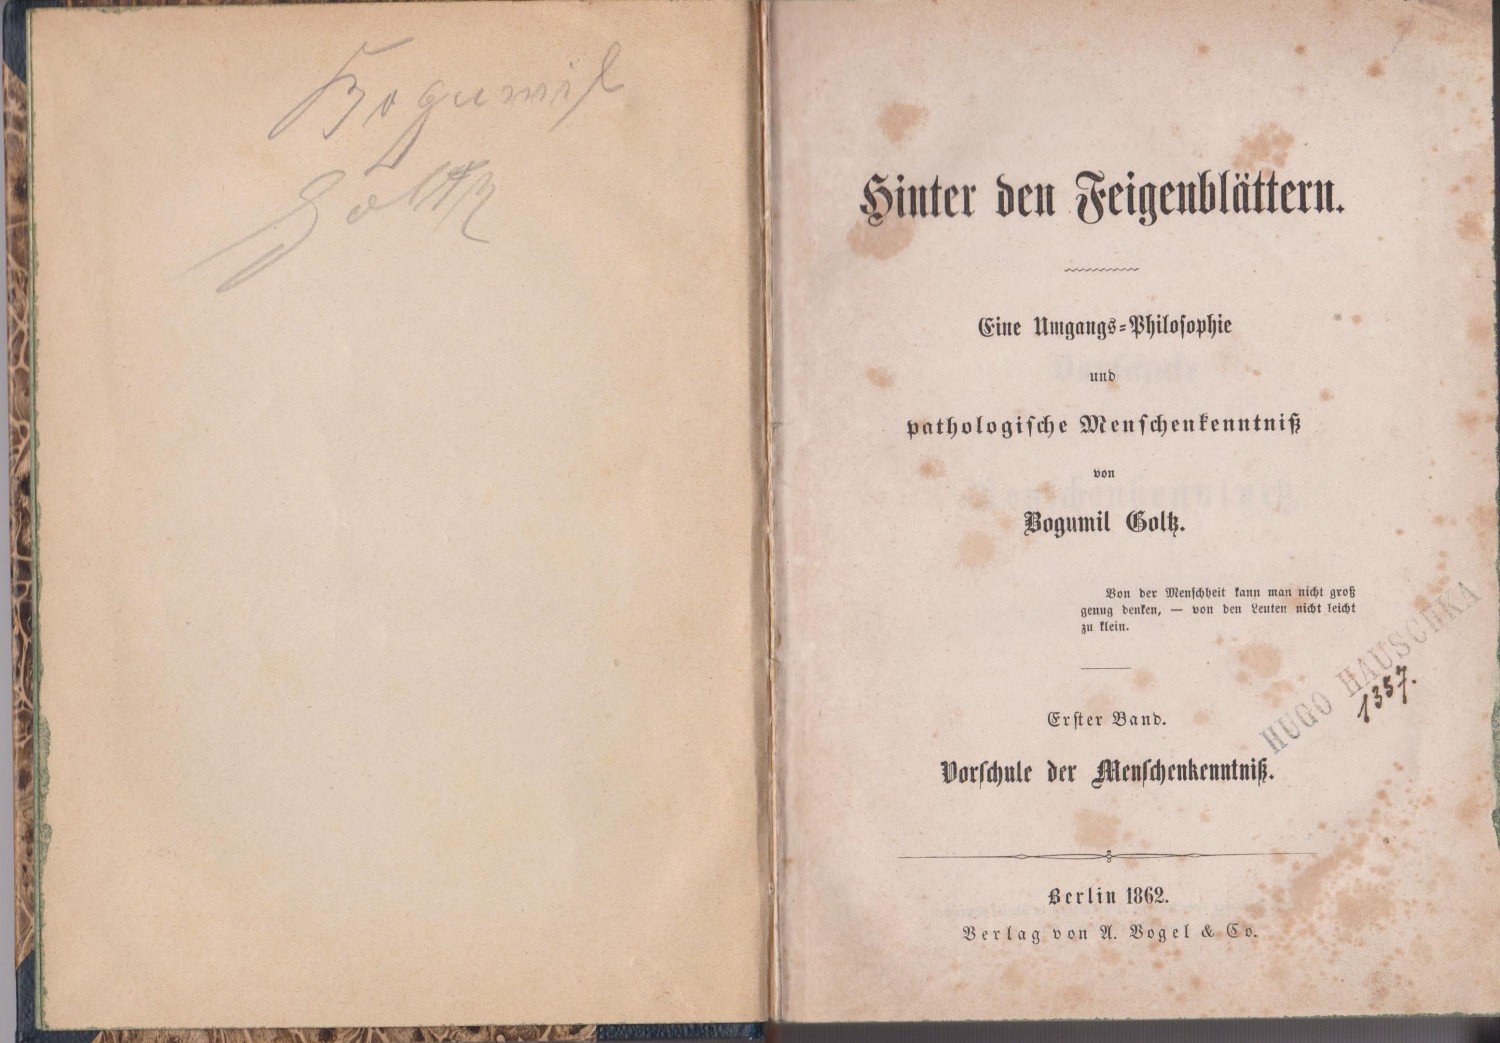 Bogumil
Goltz
Hinter den Feigenblättern.
Eine Umgangs-Philosophie
und
pathologische Menschenkenntniß
von
Bogumil Goltz.
Von der Menschheit kann man nicht groß
genug denken, — von den Leuten nicht leicht
zu klein.
HUGO HAUSCHKA
1357.
Erster Band.
Vorschule der Menschenkenntniß.
Berlin 1862.
Verlag von A. Vogel & Co.